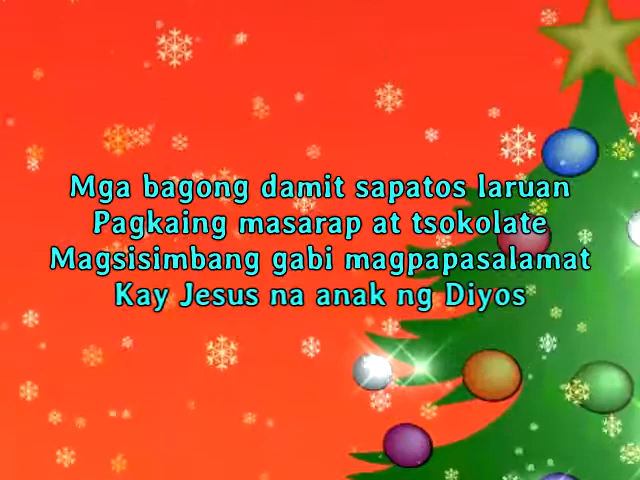 Mga bagong damit sapatos laruan
Pagkaing masarap at tsokolate
Magsisimbang gabi magpapasalamat
Kay Jesus na anak ng Diyos